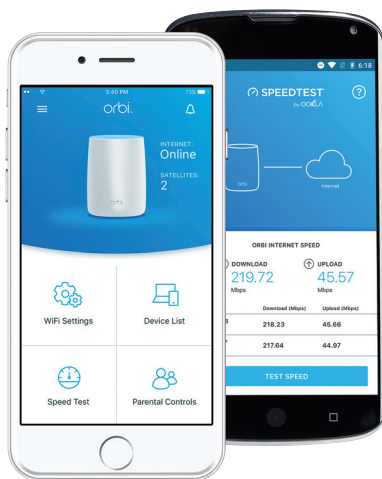 3:40 PM 73%
orbi
INTERNET:
Online
SATELLITES:
2
orbi
WiFi Settings
Device List
Speed Test
Parental Controls
6:18
SPEEDTEST
by OOKLA
?
orbi
Internet
ORBI INTERNET SPEED
DOWNLOAD UPLOAD
219.72 45.57
Mbps Mbps
Download (Mbps) Upload (Mbps)
218.23 45.66
217.64 44.97
TEST SPEED